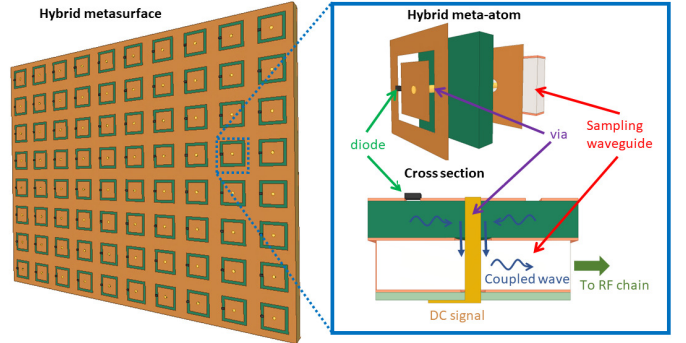 Hybrid metasurface
Hybrid meta-atom
diode
via
Sampling
waveguide
Cross section
Coupled wave
To RF chain
DC signal